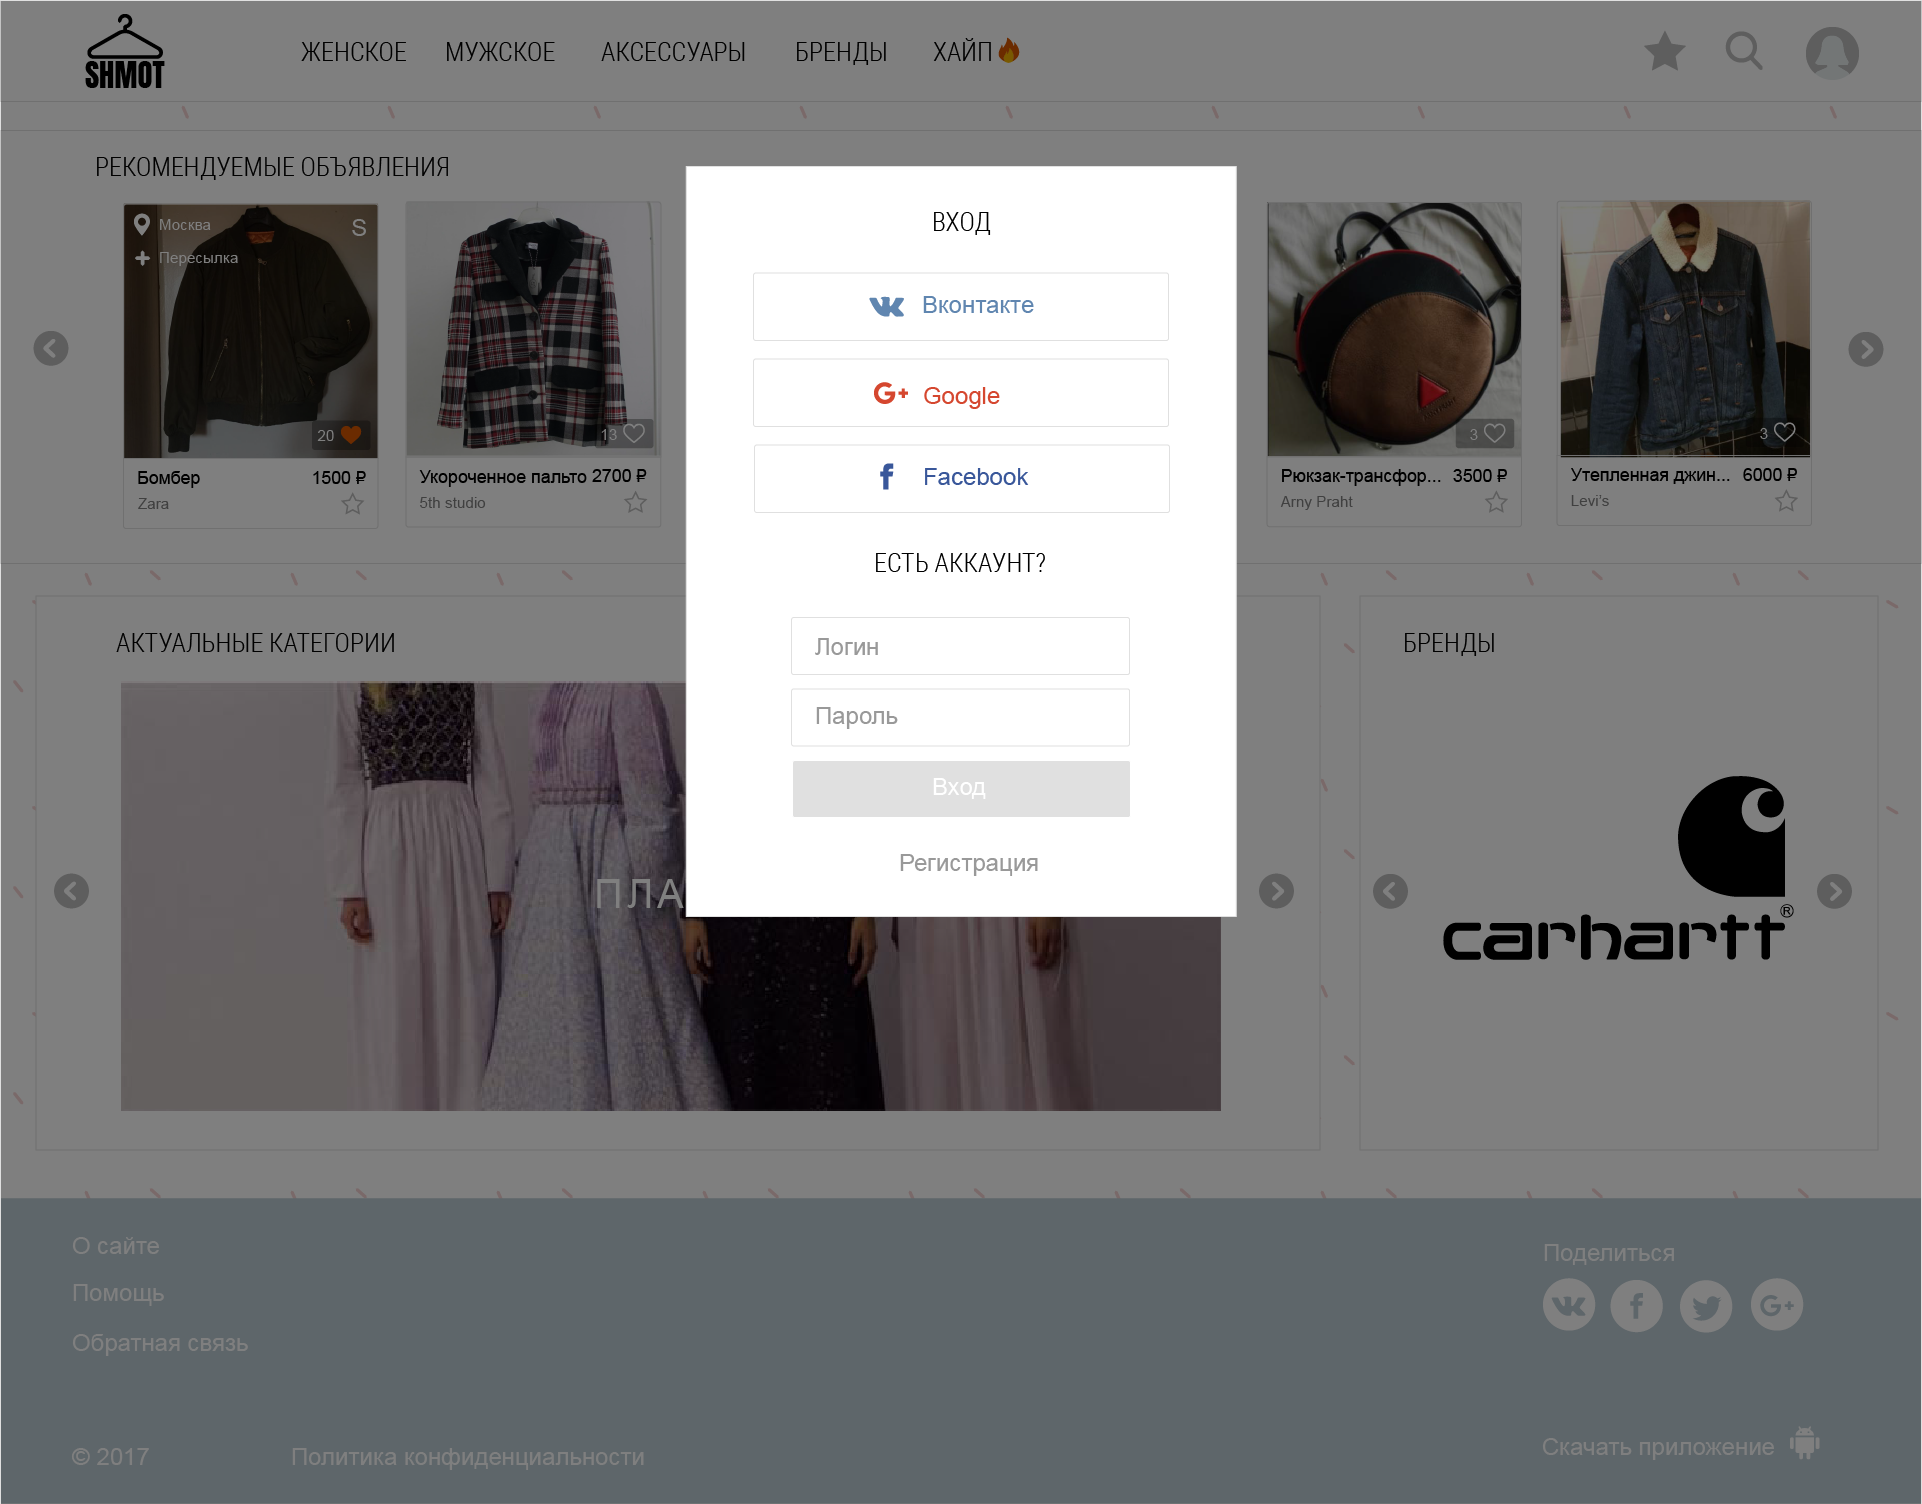 SHMOT
ЖЕНСКОЕ МУЖСКОЕ АКСЕССУАРЫ БРЕНДЫ ХАЙП
РЕКОМЕНДУЕМЫЕ ОБЪЯВЛЕНИЯ
Москва S
Пересылка
20
Бомбер 1500 ₽
Zara
13
Укороченное пальто 2700 ₽
5th studio
3
Рюкзак-трансфор... 3500 ₽
Arny Praht
3
Утепленная джин... 6000 ₽
Levi's
ВХОД
Вконтакте
G+ Google
f Facebook
ЕСТЬ АККАУНТ?
Логин
Пароль
Вход
Регистрация
АКТУАЛЬНЫЕ КАТЕГОРИИ
ПЛА
БРЕНДЫ
carhartt®
О сайте
Помощь
Обратная связь
Поделиться
© 2017 Политика конфиденциальности
Скачать приложение